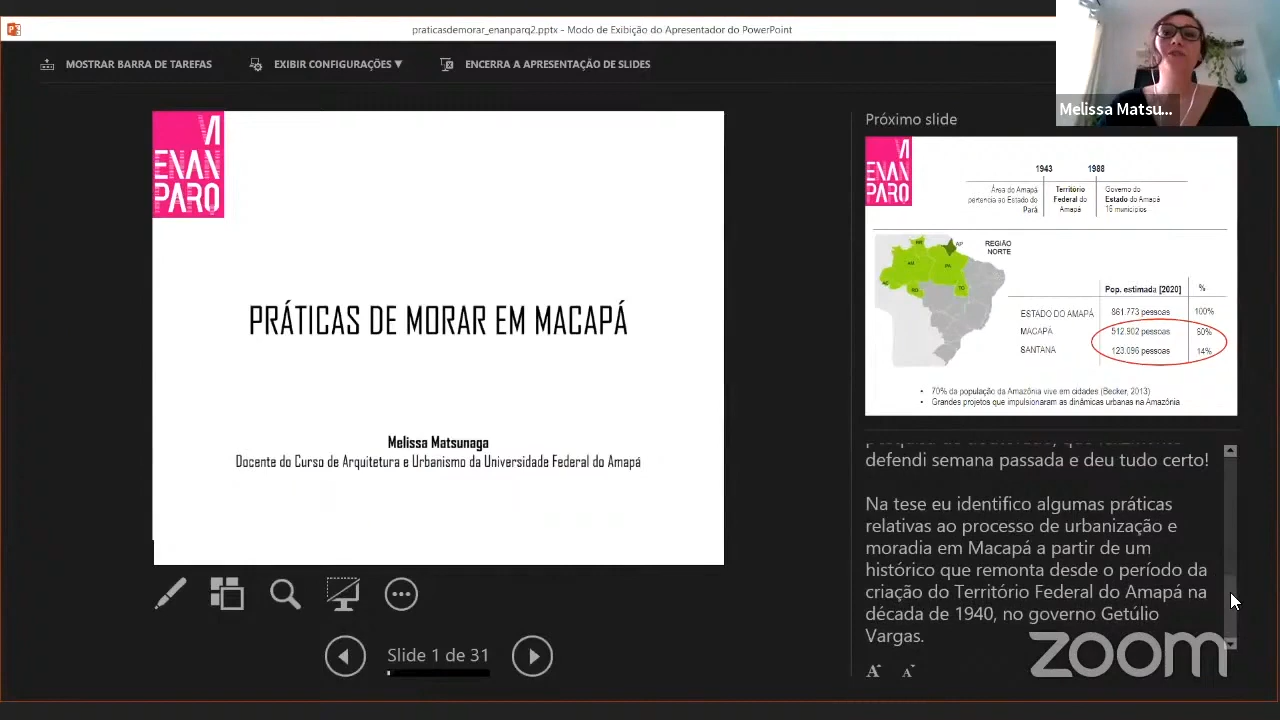 praticasdemorar_enanparq2.pptx - Modo de Exibição do Apresentador do PowerPoint
MOSTRAR BARRA DE TAREFAS
EXIBIR CONFIGURAÇÕES ▼
ENCERRA A APRESENTAÇÃO DE SLIDES
Melissa Matsu...
VI
ENAN
PARQ
PRÁTICAS DE MORAR EM MACAPÁ
Melissa Matsunaga
Docente do Curso de Arquitetura e Urbanismo da Universidade Federal do Amapá
Slide 1 de 31
Próximo slide
VI
ENAN
PARQ
1943 1988
Área do Amapá pertencia ao Estado do Pará
Território Federal do Amapá
Governo do Estado do Amapá 16 municípios
REGIÃO NORTE
AP
AM
PA
TO
Pop. estimada [2020] %
ESTADO DO AMAPÁ 861.773 pessoas 100%
MACAPÁ 512.902 pessoas 60%
SANTANA 123.096 pessoas 14%
• 70% da população da Amazônia vive em cidades (Becker, 2013)
• Grandes projetos que impulsionaram as dinâmicas urbanas na Amazônia
defendi semana passada e deu tudo certo!
Na tese eu identifico algumas práticas
relativas ao processo de urbanização e
moradia em Macapá a partir de um
histórico que remonta desde o período da
criação do Território Federal do Amapá na
década de 1940, no governo Getúlio
Vargas.
zoom